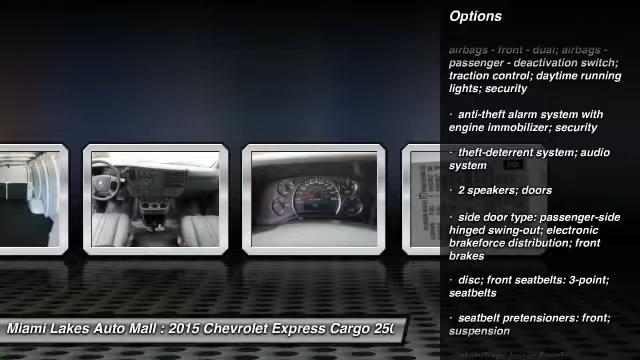 Options
airbags - front - dual; airbags -
passenger - deactivation switch;
traction control; daytime running
lights; security
· anti-theft alarm system with
engine immobilizer; security
· theft-deterrent system; audio
system
· 2 speakers; doors
· side door type: passenger-side
hinged swing-out; electronic
brakeforce distribution; front
brakes
· disc; front seatbelts: 3-point;
seatbelts
· seatbelt pretensioners: front;
suspension
Miami Lakes Auto Mall : 2015 Chevrolet Express Cargo 250